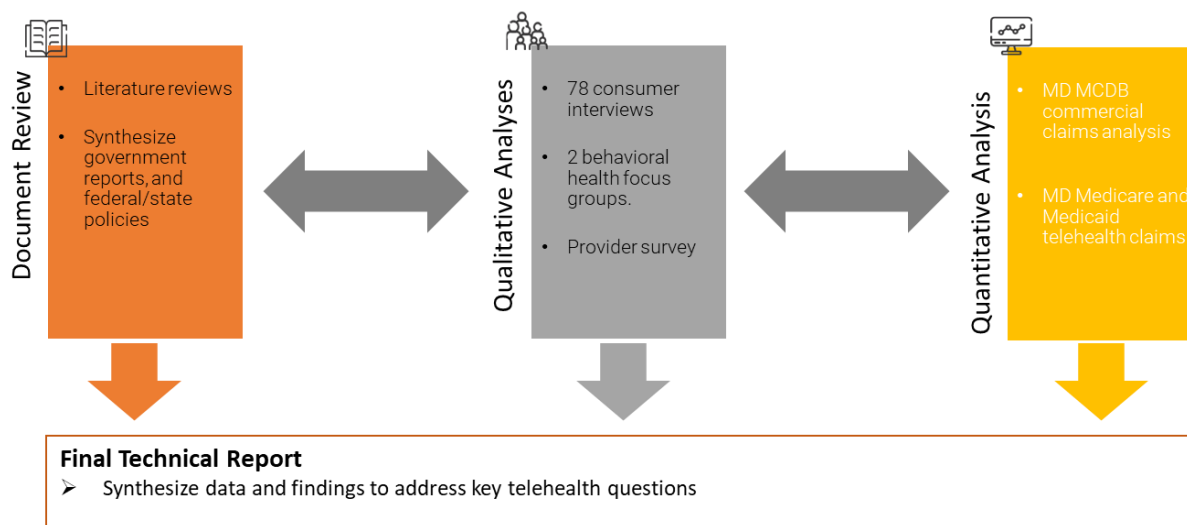 Document Review
• Literature reviews
• Synthesize
government
reports, and
federal/state
policies
Qualitative Analyses
• 78 consumer
interviews
• 2 behavioral
health focus
groups.
• Provider survey
Quantitative Analysis
• MD MCDB
commercial
claims analysis
• MD Medicare and
Medicaid
telehealth claims
Final Technical Report
➢ Synthesize data and findings to address key telehealth questions